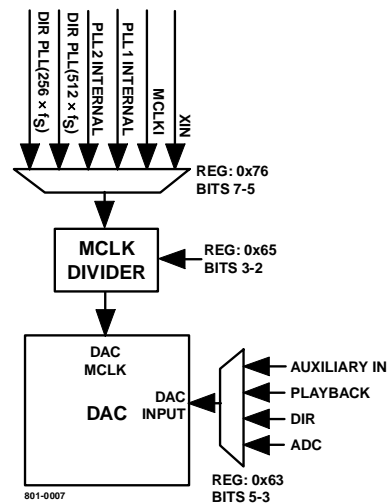 DIR PLL(256 × fS)
DIR PLL(512 × fS)
PLL2 INTERNAL
PLL1 INTERNAL
MCLKI
XIN
REG: 0x76
BITS 7-5
MCLK
DIVIDER
REG: 0x65
BITS 3-2
DAC
MCLK
DAC
DAC
INPUT
AUXILIARY IN
PLAYBACK
DIR
ADC
REG: 0x63
BITS 5-3
801-0007